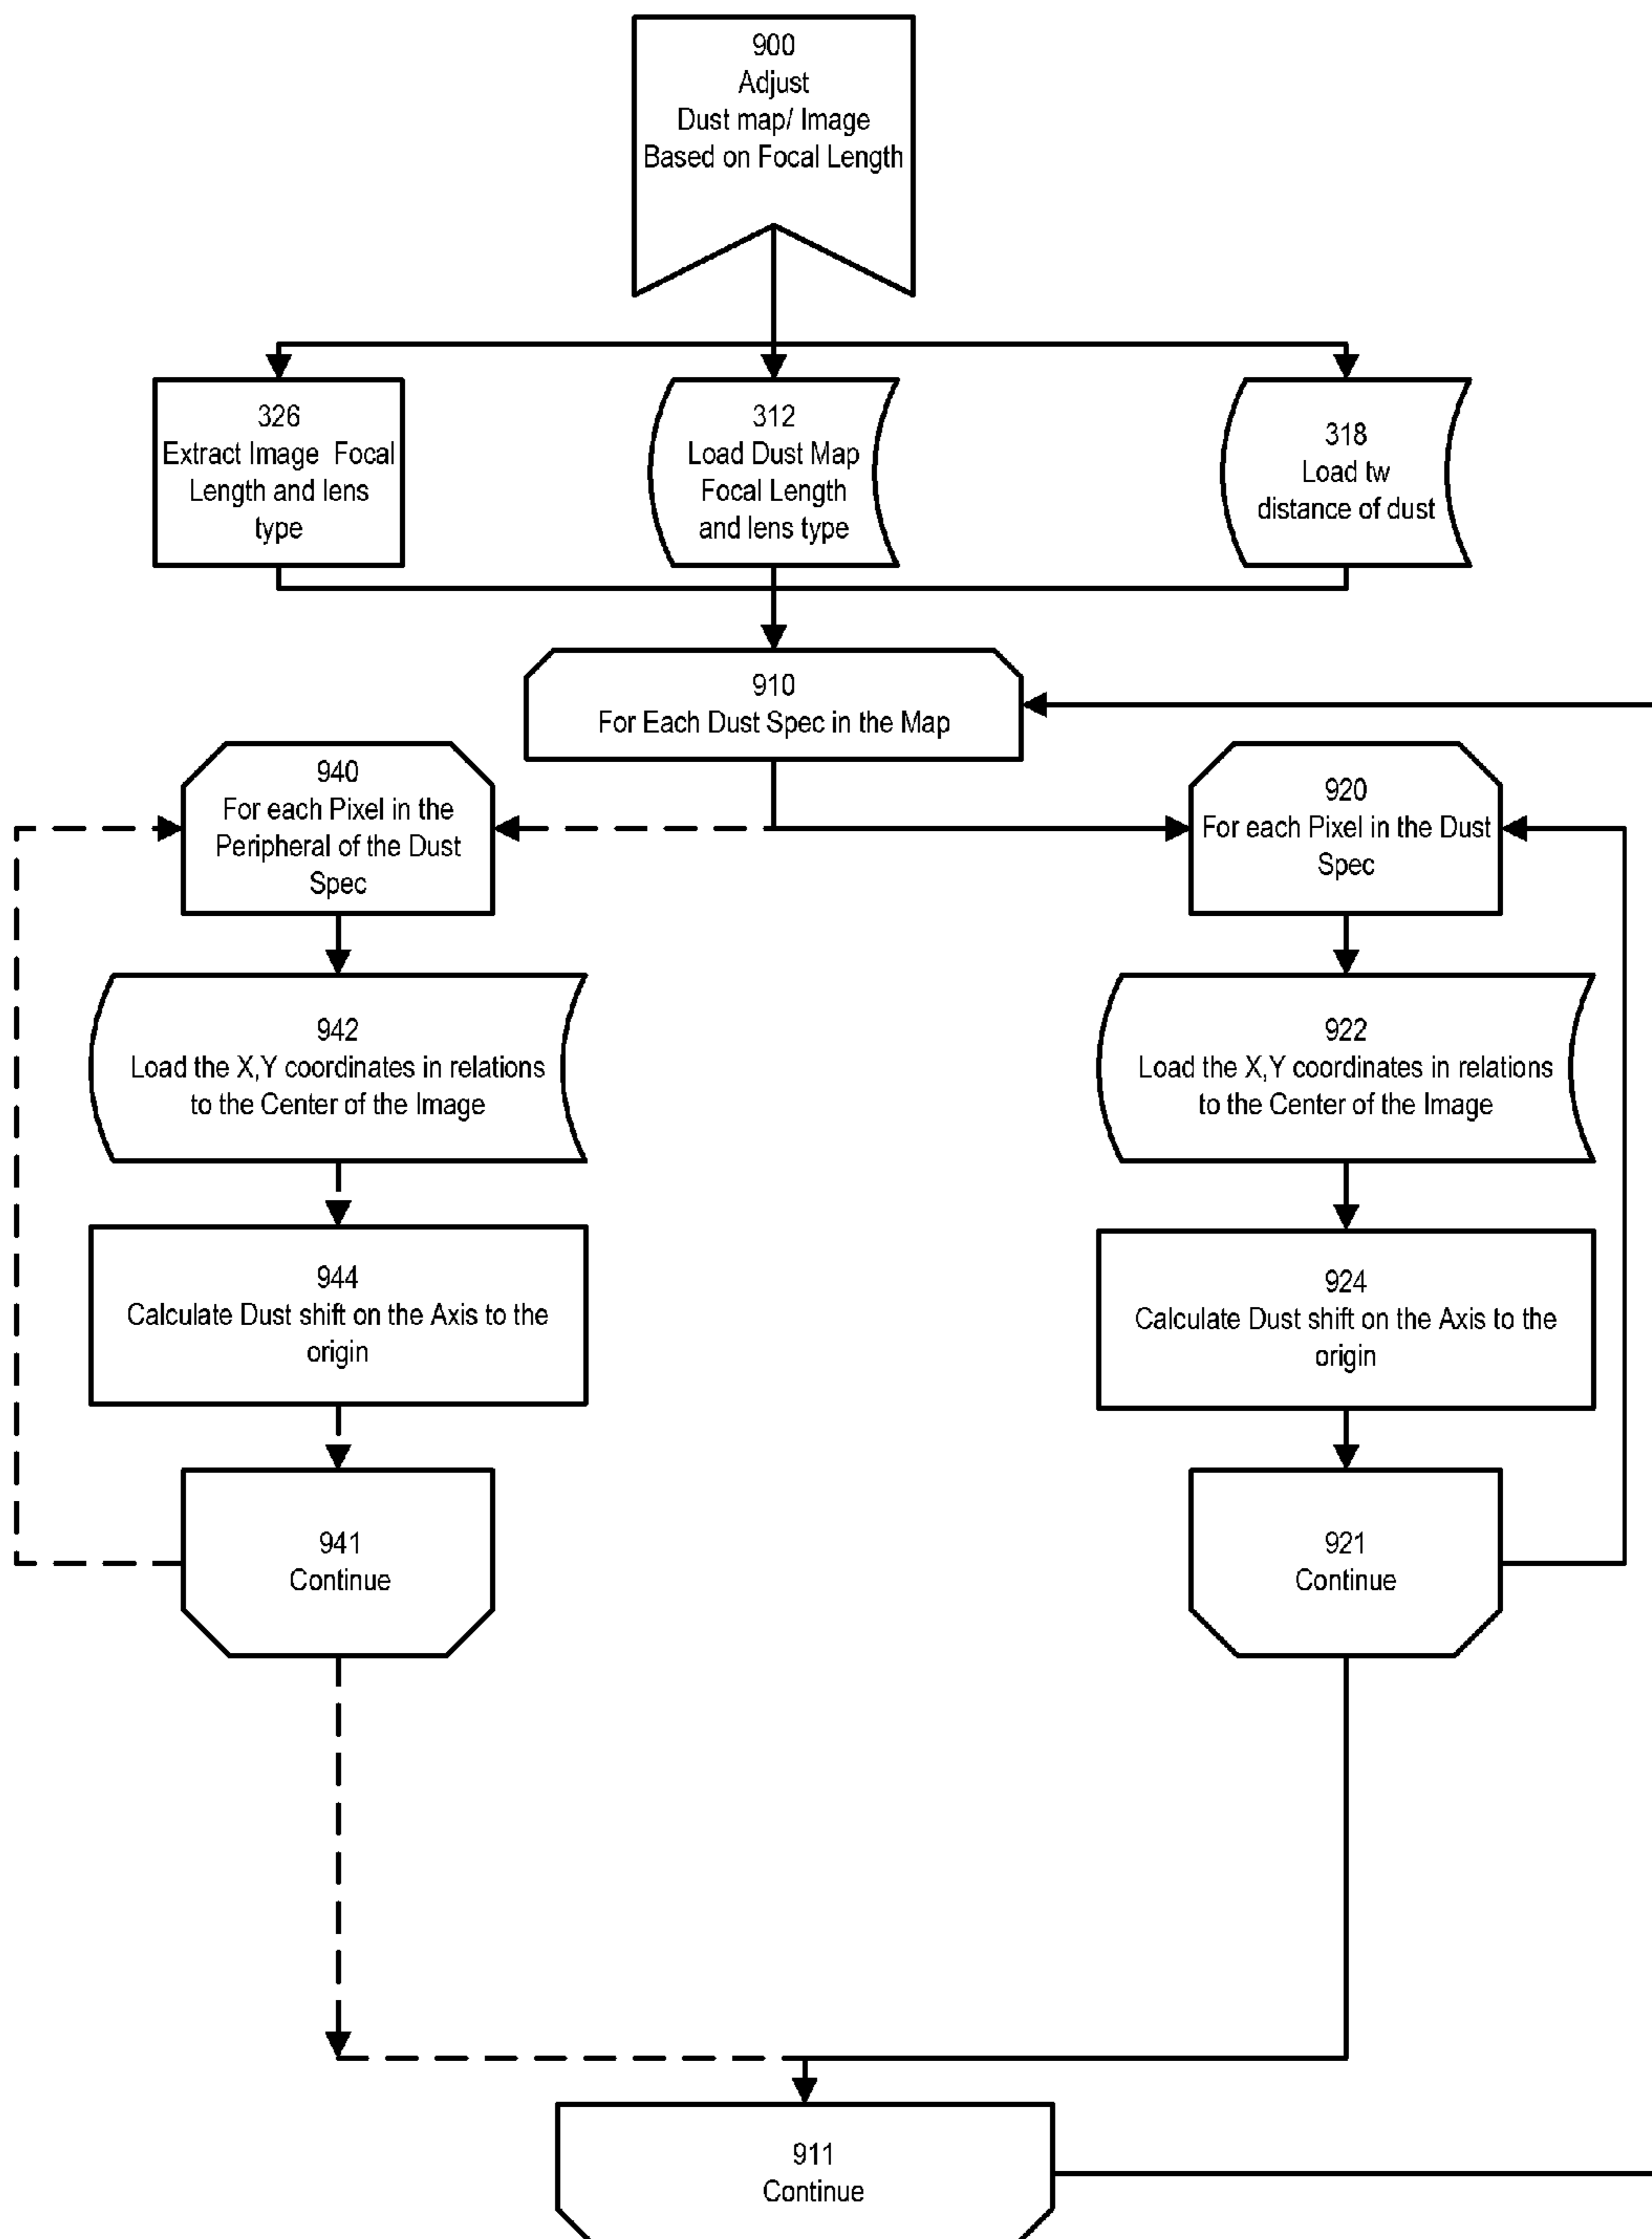 900
Adjust
Dust map/ Image
Based on Focal Length
326
Extract Image Focal
Length and lens
type
312
Load Dust Map
Focal Length
and lens type
318
Load tw
distance of dust
910
For Each Dust Spec in the Map
940
For each Pixel in the
Peripheral of the Dust
Spec
920
For each Pixel in the Dust
Spec
942
Load the X,Y coordinates in relations
to the Center of the Image
922
Load the X,Y coordinates in relations
to the Center of the Image
944
Calculate Dust shift on the Axis to the
origin
924
Calculate Dust shift on the Axis to the
origin
941
Continue
921
Continue
911
Continue